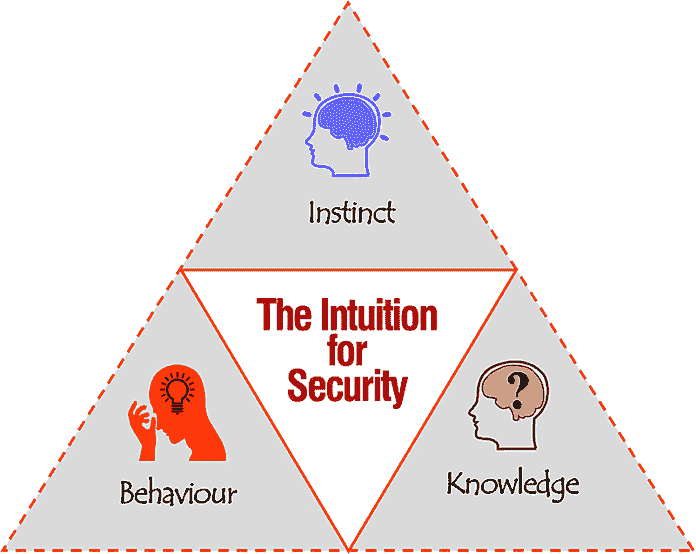 Instinct
The Intuition
for
Security
Behaviour
Knowledge
?